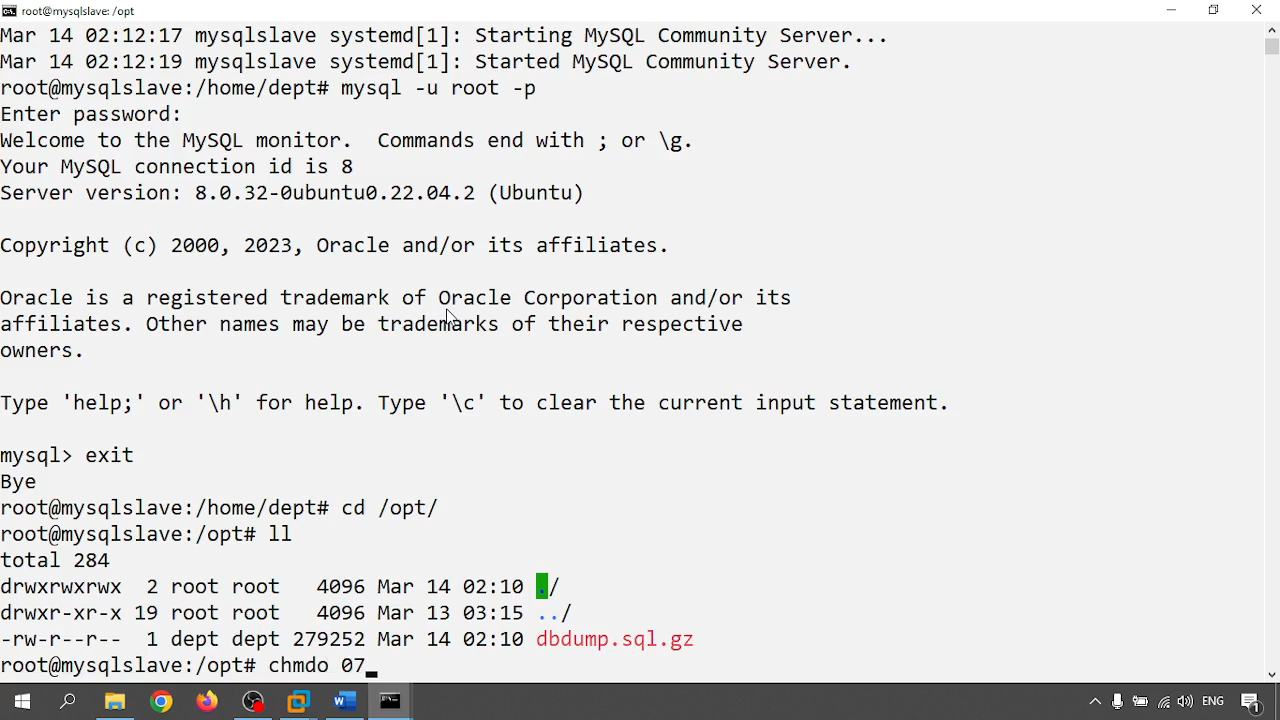 root@mysqlslave: /opt
Mar 14 02:12:17 mysqlslave systemd[1]: Starting MySQL Community Server...
Mar 14 02:12:19 mysqlslave systemd[1]: Started MySQL Community Server.
root@mysqlslave:/home/dept# mysql -u root -p
Enter password:
Welcome to the MySQL monitor.  Commands end with ; or \g.
Your MySQL connection id is 8
Server version: 8.0.32-0ubuntu0.22.04.2 (Ubuntu)
Copyright (c) 2000, 2023, Oracle and/or its affiliates.
Oracle is a registered trademark of Oracle Corporation and/or its
affiliates. Other names may be trademarks of their respective
owners.
Type 'help;' or '\h' for help. Type '\c' to clear the current input statement.
mysql> exit
Bye
root@mysqlslave:/home/dept# cd /opt/
root@mysqlslave:/opt# ll
total 284
drwxrwxrwx  2 root root   4096 Mar 14 02:10 ./
drwxr-xr-x 19 root root   4096 Mar 13 03:15 ../
-rw-r--r--  1 dept dept 279252 Mar 14 02:10 dbdump.sql.gz
root@mysqlslave:/opt# chmdo 07
ENG